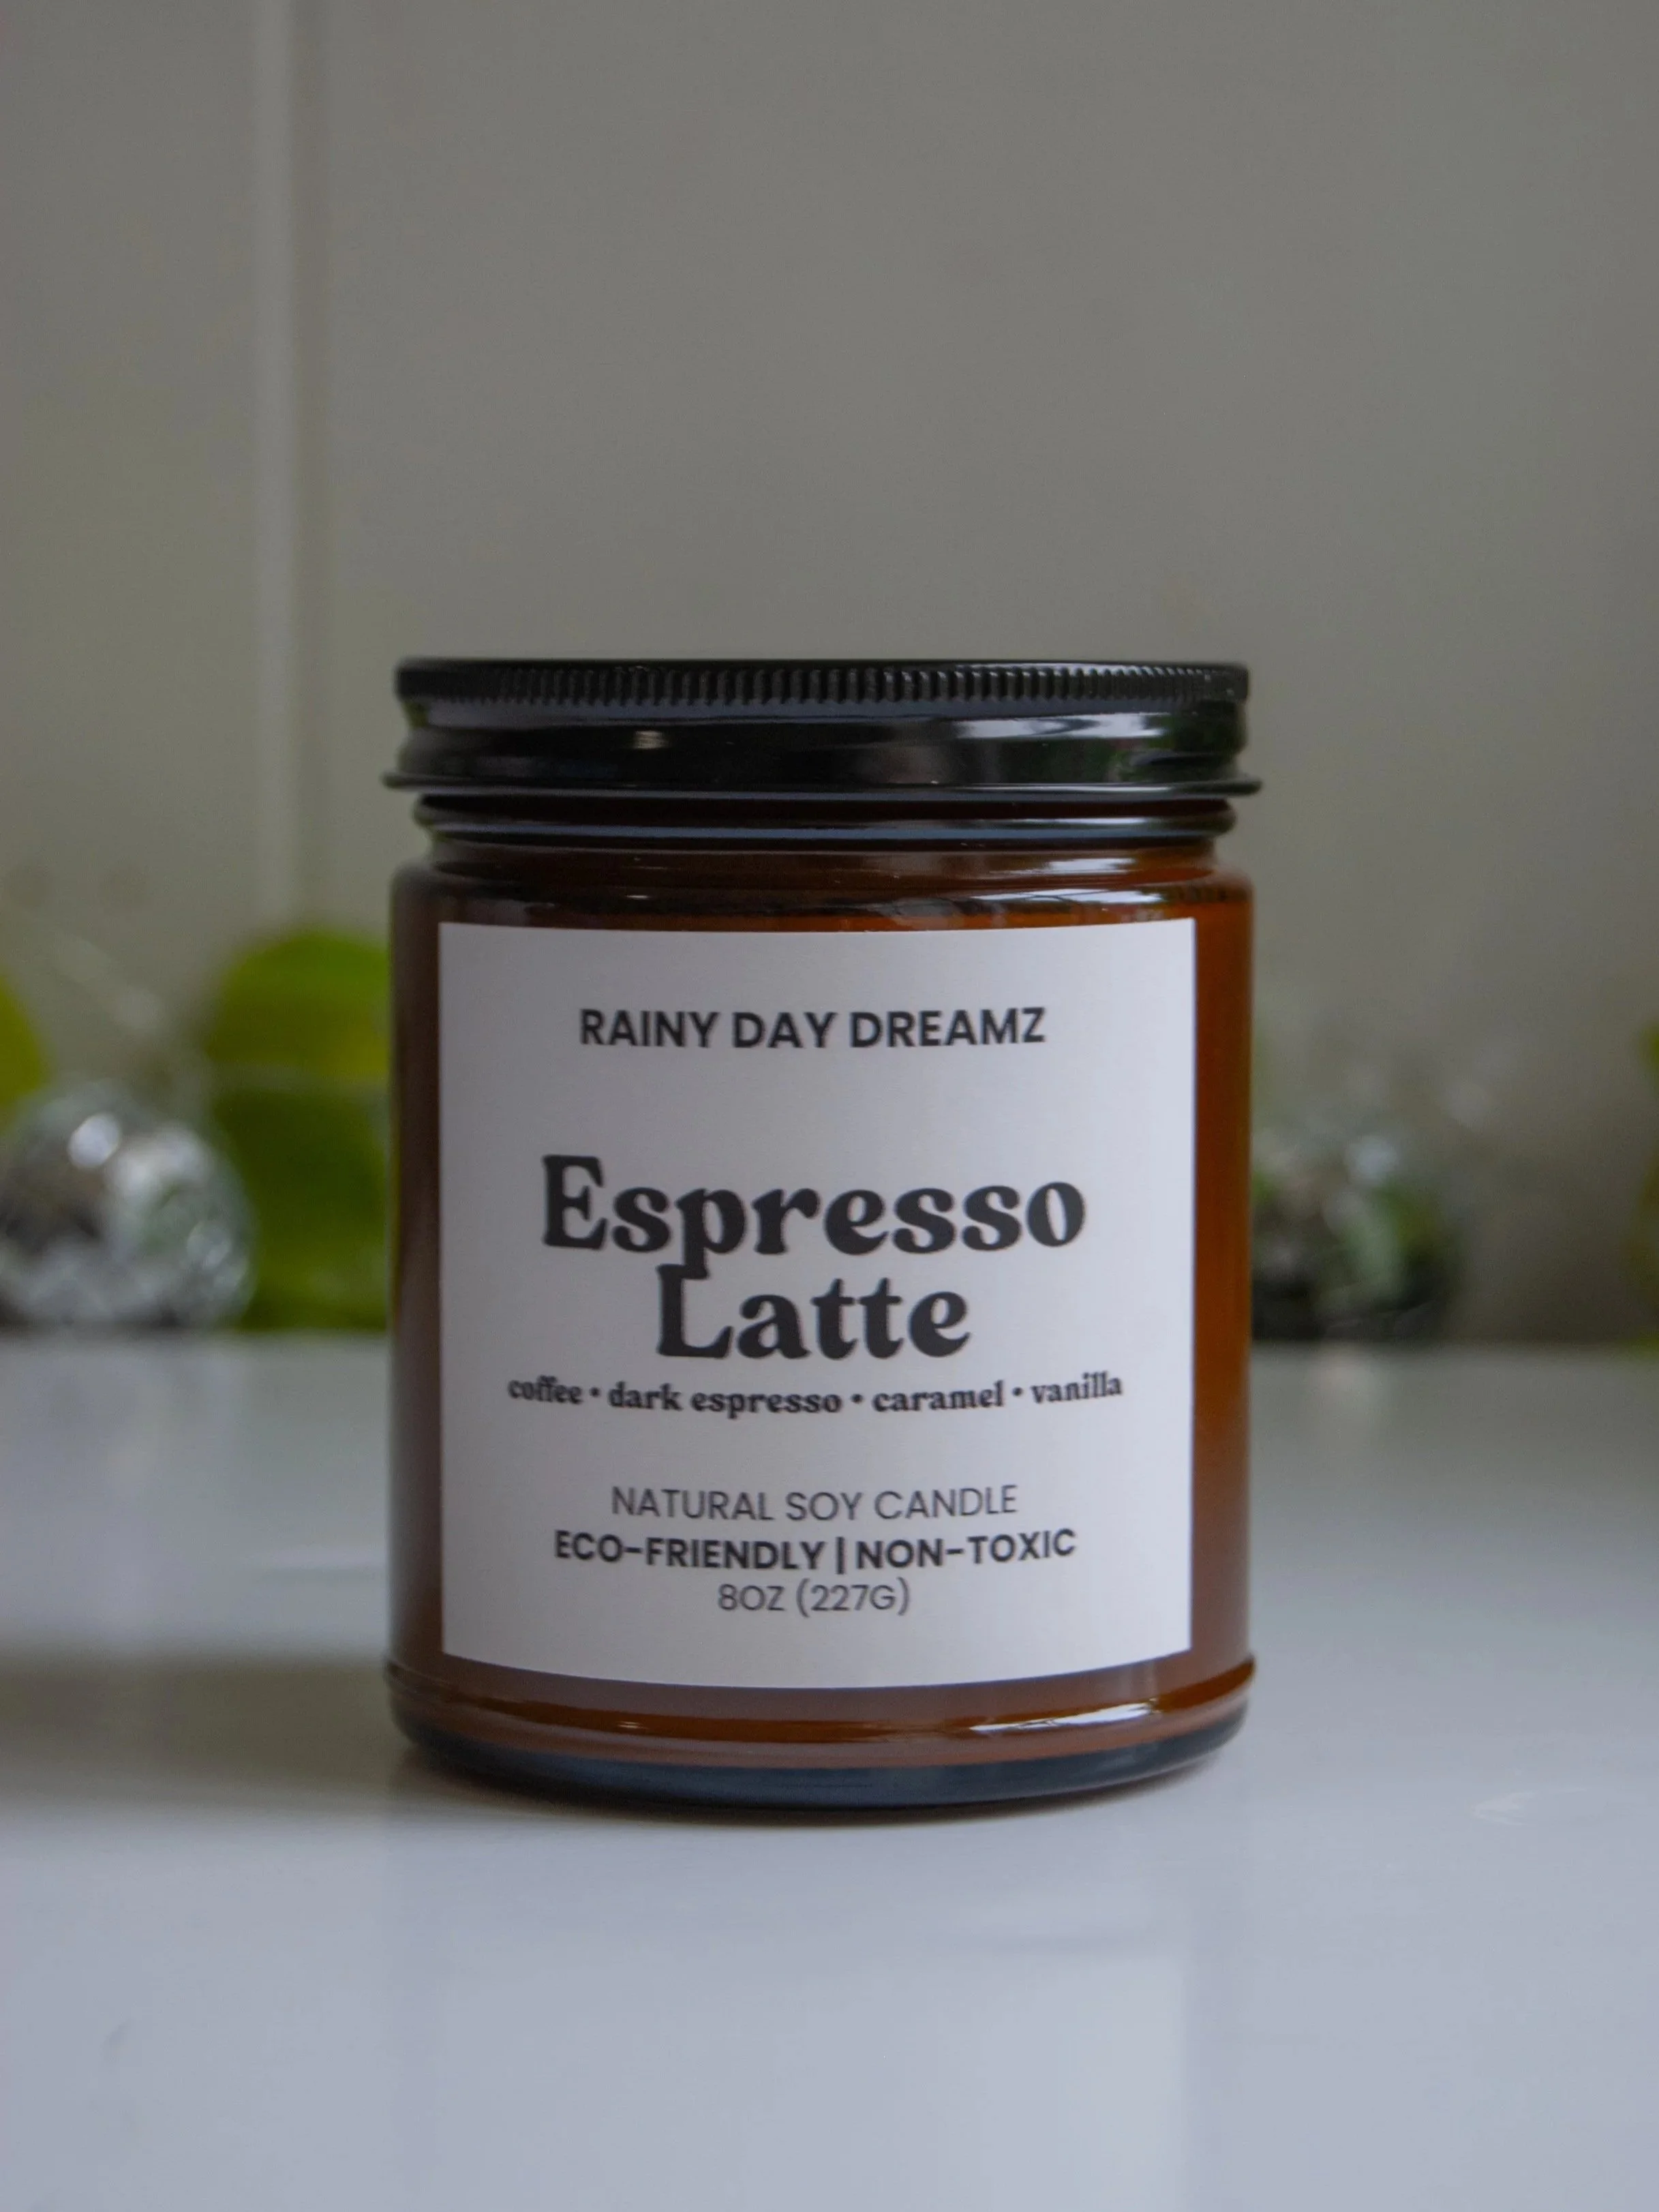 RAINY DAY DREAMZ
Espresso
Latte
coffee • dark espresso • caramel • vanilla
NATURAL SOY CANDLE
ECO-FRIENDLY | NON-TOXIC
8OZ (227G)